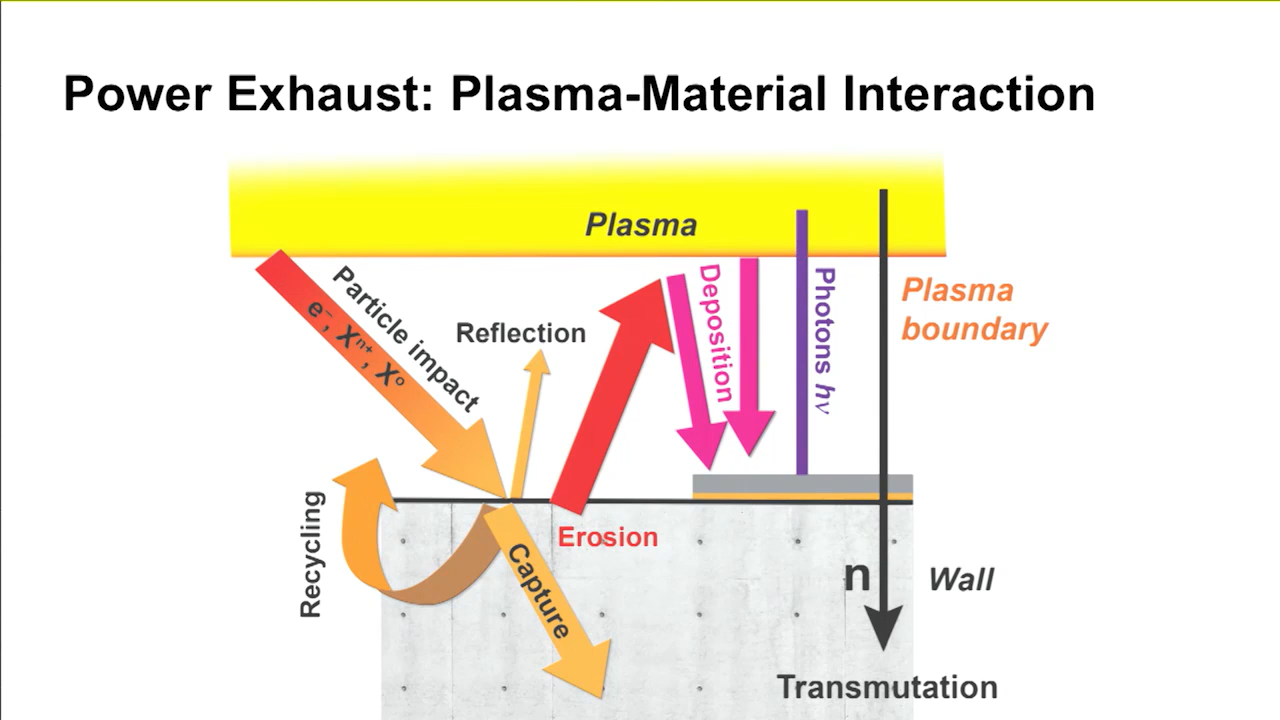 Power Exhaust: Plasma-Material Interaction
Plasma
Particle impact
e⁻, Xⁿ⁺, X⁰
Reflection
Deposition
Photons hν
Plasma
boundary
Recycling
Erosion
Capture
n
Wall
Transmutation